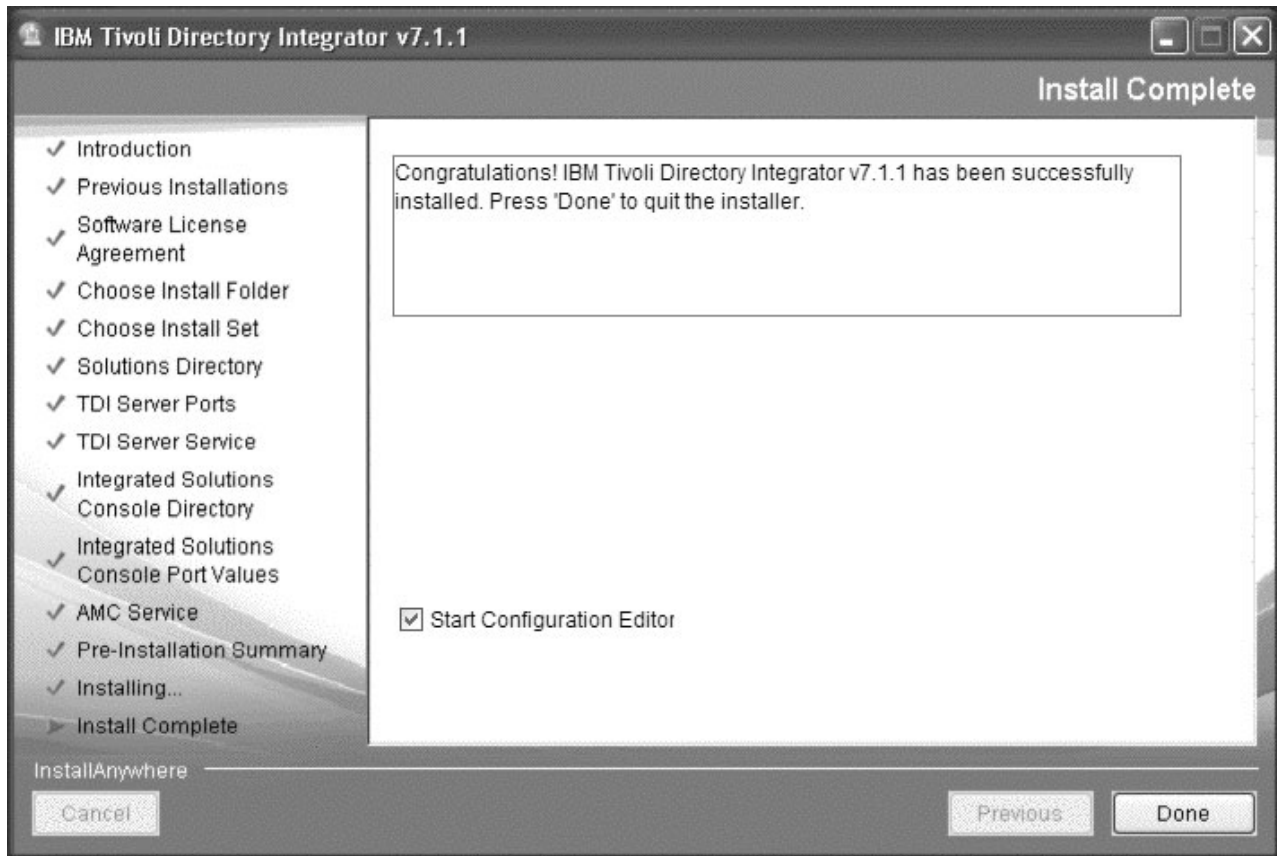 IBM Tivoli Directory Integrator v7.1.1
Install Complete
Introduction
Previous Installations
Software License
Agreement
Choose Install Folder
Choose Install Set
Solutions Directory
TDI Server Ports
TDI Server Service
Integrated Solutions
Console Directory
Integrated Solutions
Console Port Values
AMC Service
Pre-Installation Summary
Installing...
Install Complete
Congratulations! IBM Tivoli Directory Integrator v7.1.1 has been successfully
installed. Press 'Done' to quit the installer.
Start Configuration Editor
InstallAnywhere
Cancel
Previous
Done